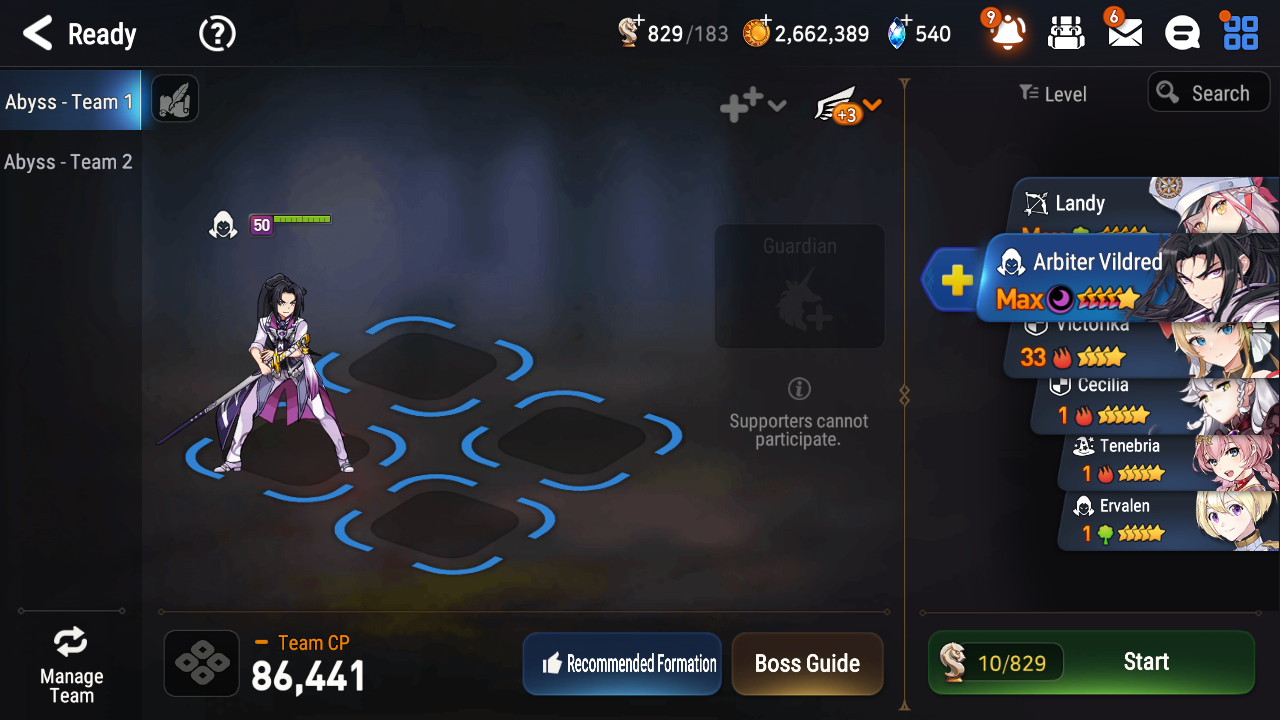 Ready
829/183
2,662,389
540
9
6
Abyss - Team 1
Abyss - Team 2
+3
Level
Search
50
Guardian
Supporters cannot
participate.
Landy
Max
Arbiter Vildred
Max
Victorika
33
Cecilia
1
Tenebria
1
Ervalen
1
Manage
Team
Team CP
86,441
Recommended Formation
Boss Guide
10/829
Start